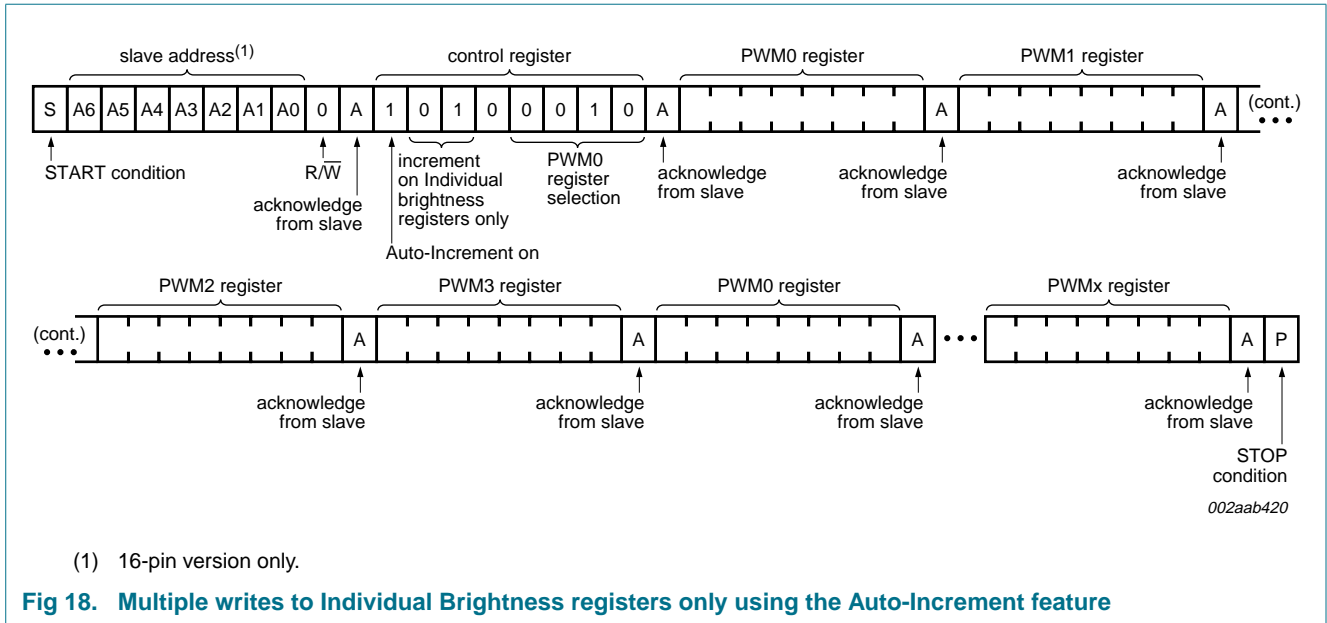 slave address(1) control register PWM0 register PWM1 register
S A6 A5 A4 A3 A2 A1 A0 0 A 1 0 1 0 0 0 1 0 A A A (cont.)
START condition
R/W
acknowledge
from slave
Auto-Increment on
increment
on Individual
brightness
registers only
PWM0
register
selection
acknowledge
from slave
acknowledge
from slave
acknowledge
from slave
PWM2 register PWM3 register PWM0 register PWMx register
(cont.) A A A A P
acknowledge
from slave
acknowledge
from slave
acknowledge
from slave
acknowledge
from slave
STOP
condition
002aab420
(1) 16-pin version only.
Fig 18. Multiple writes to Individual Brightness registers only using the Auto-Increment feature